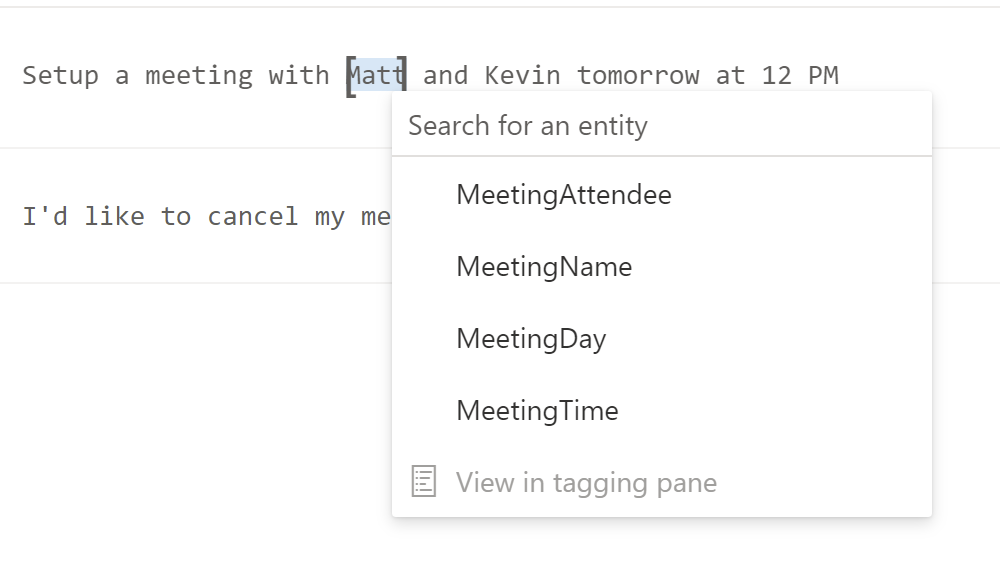 Setup a meeting with [Matt] and Kevin tomorrow at 12 PM
Search for an entity
MeetingAttendee
I'd like to cancel my me
MeetingName
MeetingDay
MeetingTime
View in tagging pane